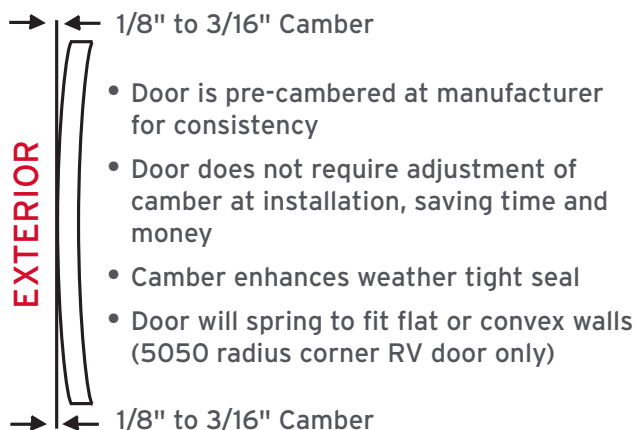 1/8" to 3/16" Camber
EXTERIOR
• Door is pre-cambered at manufacturer
for consistency
• Door does not require adjustment of
camber at installation, saving time and
money
• Camber enhances weather tight seal
• Door will spring to fit flat or convex walls
(5050 radius corner RV door only)
1/8" to 3/16" Camber